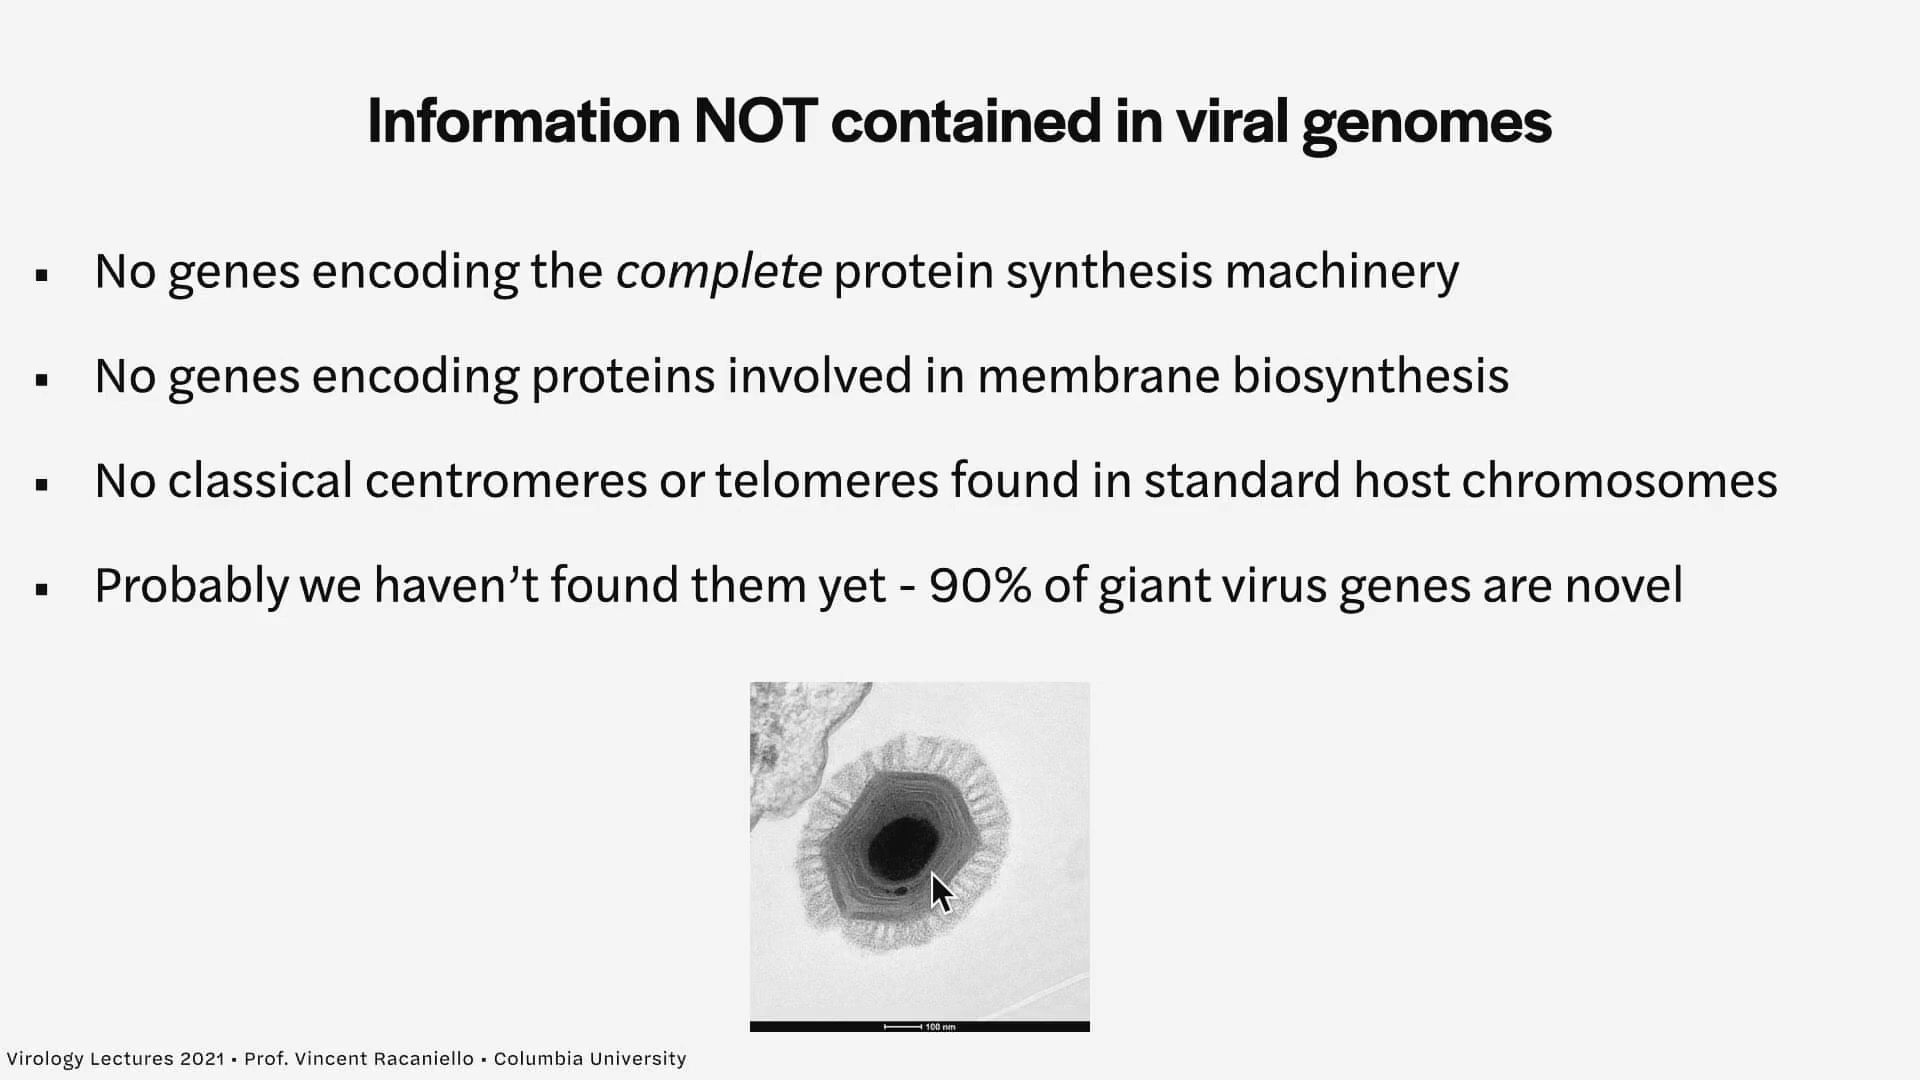 Information NOT contained in viral genomes
▪ No genes encoding the complete protein synthesis machinery
▪ No genes encoding proteins involved in membrane biosynthesis
▪ No classical centromeres or telomeres found in standard host chromosomes
▪ Probably we haven’t found them yet - 90% of giant virus genes are novel
100 nm
Virology Lectures 2021 • Prof. Vincent Racaniello • Columbia University